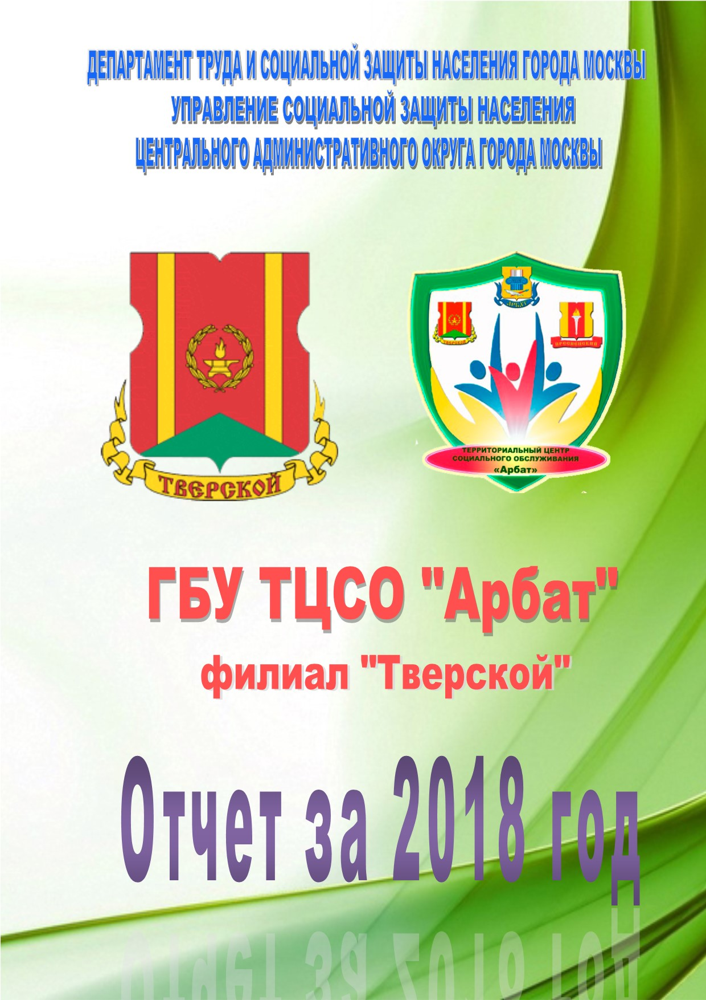 ДЕПАРТАМЕНТ ТРУДА И СОЦИАЛЬНОЙ ЗАЩИТЫ НАСЕЛЕНИЯ ГОРОДА МОСКВЫ
УПРАВЛЕНИЕ СОЦИАЛЬНОЙ ЗАЩИТЫ НАСЕЛЕНИЯ
ЦЕНТРАЛЬНОГО АДМИНИСТРАТИВНОГО ОКРУГА ГОРОДА МОСКВЫ
ТВЕРСКОЙ
АРБАТ
ТВЕРСКОЙ
ПРЕСНЕНСКИЙ
ТЕРРИТОРИАЛЬНЫЙ ЦЕНТР
СОЦИАЛЬНОГО ОБСЛУЖИВАНИЯ
«Арбат»
ГБУ ТЦСО "Арбат"
филиал "Тверской"
Отчет за 2018 год